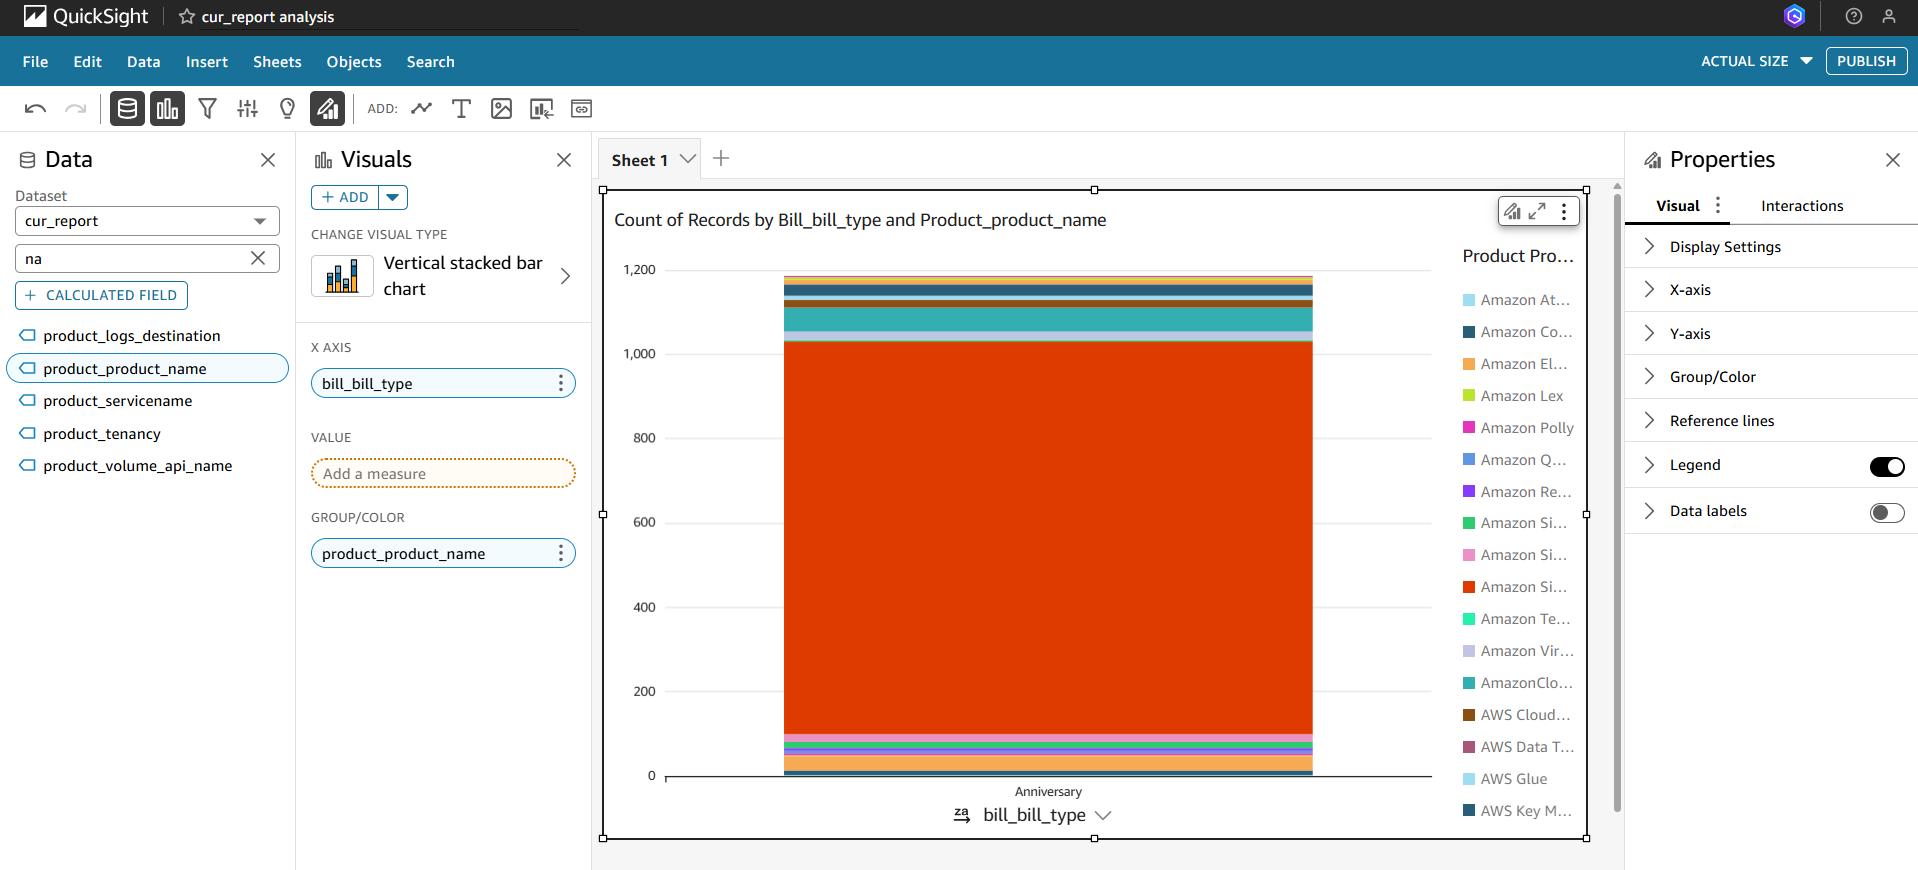 QuickSight
cur_report analysis
File Edit Data Insert Sheets Objects Search
ACTUAL SIZE
PUBLISH
ADD:
Data
Dataset
cur_report
na
+ CALCULATED FIELD
product_logs_destination
product_product_name
product_servicename
product_tenancy
product_volume_api_name
Visuals
+ ADD
CHANGE VISUAL TYPE
Vertical stacked bar
chart
X AXIS
bill_bill_type
VALUE
Add a measure
GROUP/COLOR
product_product_name
Sheet 1
Count of Records by Bill_bill_type and Product_product_name
1,200
1,000
800
600
400
200
0
Anniversary
za
bill_bill_type
Product Pro...
Amazon At...
Amazon Co...
Amazon El...
Amazon Lex
Amazon Polly
Amazon Q...
Amazon Re...
Amazon Si...
Amazon Si...
Amazon Si...
Amazon Te...
Amazon Vir...
AmazonClo...
AWS Cloud...
AWS Data T...
AWS Glue
AWS Key M...
Properties
Visual
Interactions
Display Settings
X-axis
Y-axis
Group/Color
Reference lines
Legend
Data labels